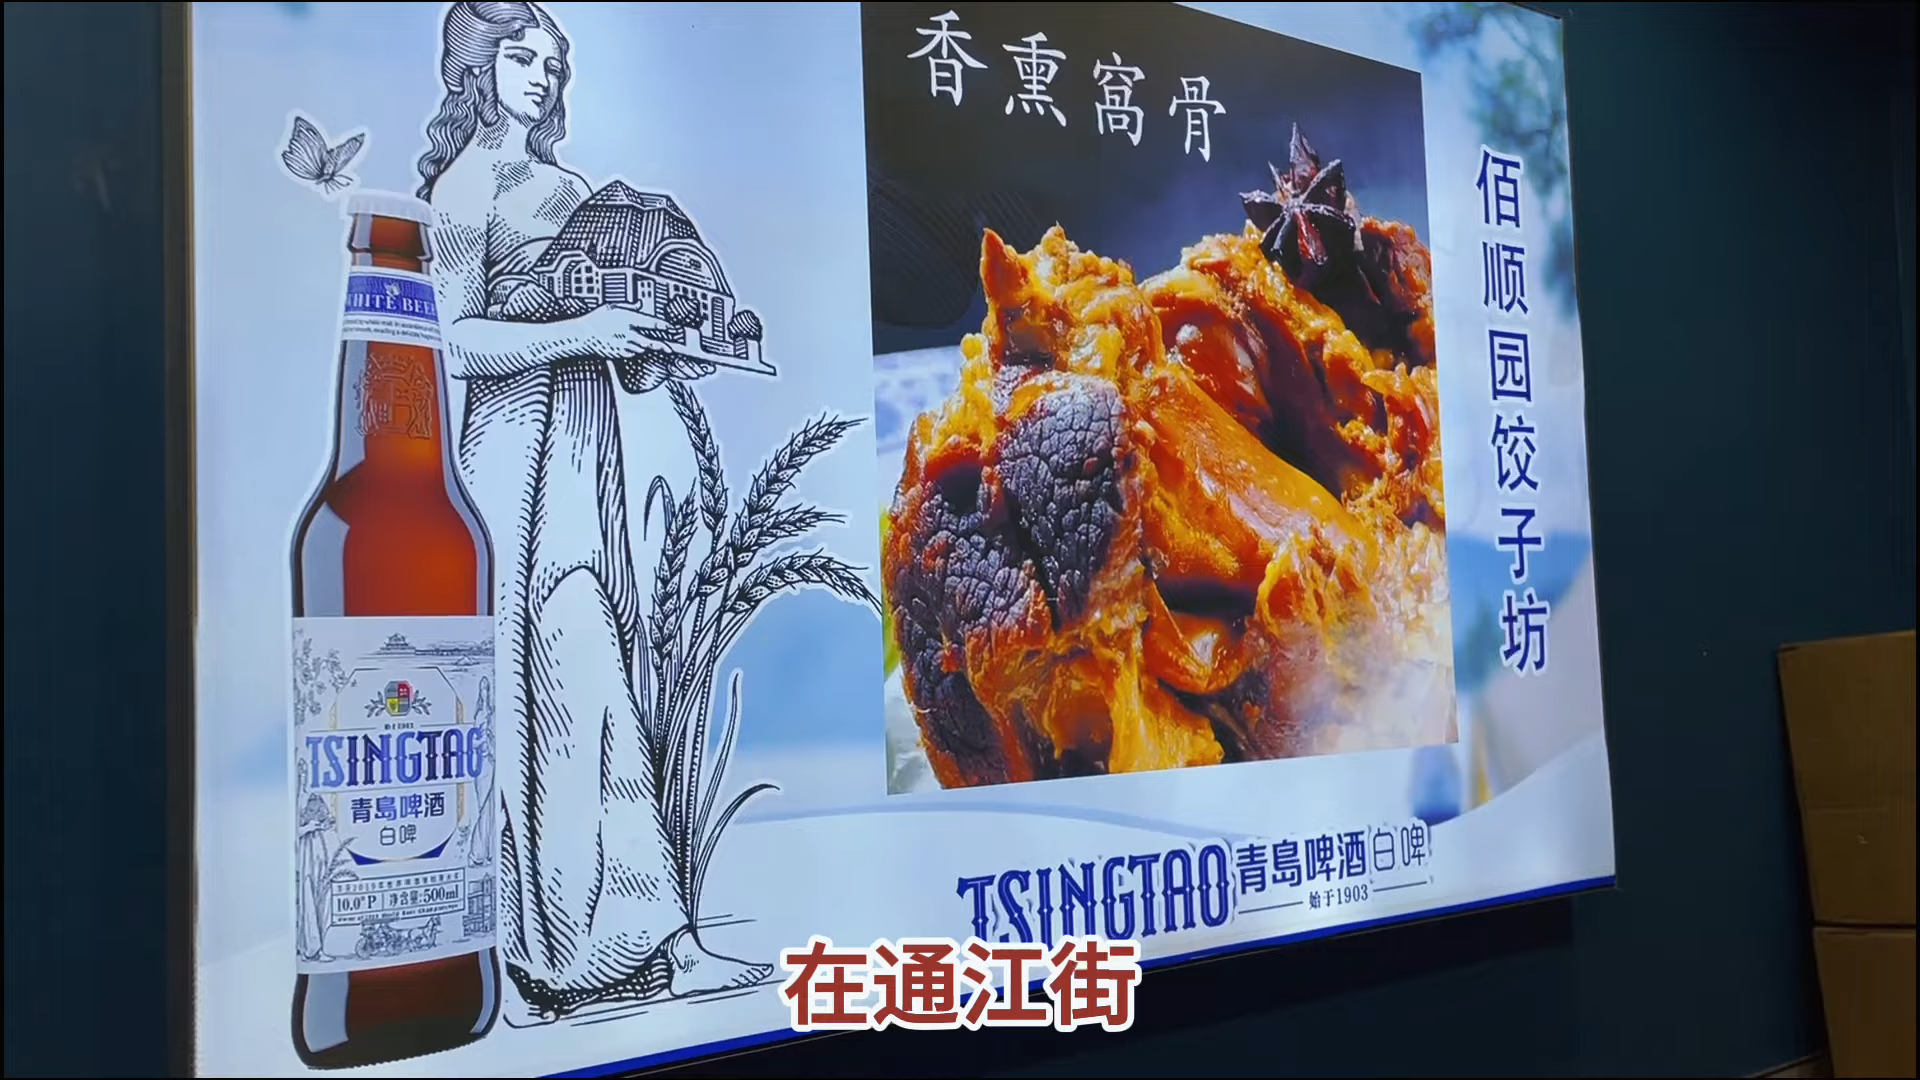 香熏窩骨
佰顺园饺子坊
WHITE BEER
TSINGTAO
青岛啤酒
白啤
10.0°P 净含量:500ml
TSINGTAO 青岛啤酒 白啤
始于1903
在通江街